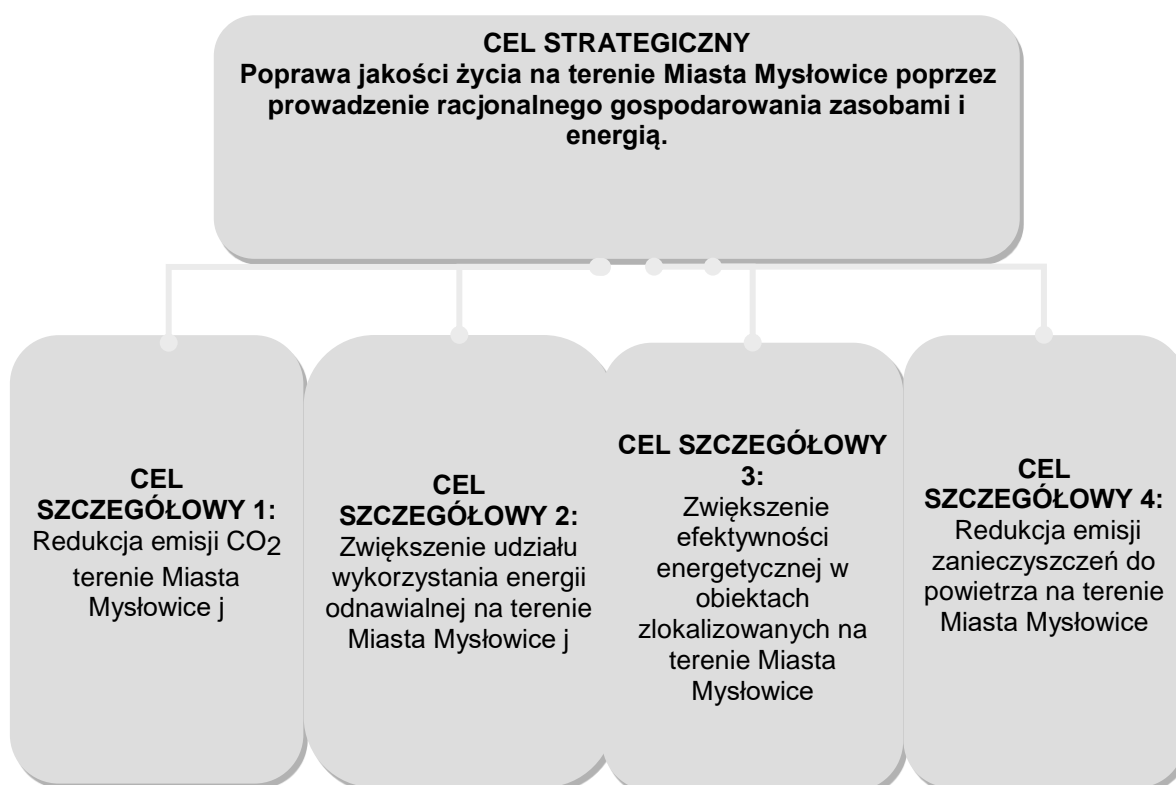 CEL STRATEGICZNY
Poprawa jakości życia na terenie Miasta Mysłowice poprzez
prowadzenie racjonalnego gospodarowania zasobami i
energią.
CEL
SZCZEGÓŁOWY 1:
Redukcja emisji CO2
terenie Miasta
Mysłowice j
CEL
SZCZEGÓŁOWY 2:
Zwiększenie udziału
wykorzystania energii
odnawialnej na terenie
Miasta Mysłowice j
CEL SZCZEGÓŁOWY
3:
Zwiększenie
efektywności
energetycznej w
obiektach
zlokalizowanych na
terenie Miasta
Mysłowice
CEL
SZCZEGÓŁOWY 4:
Redukcja emisji
zanieczyszczeń do
powietrza na terenie
Miasta Mysłowice